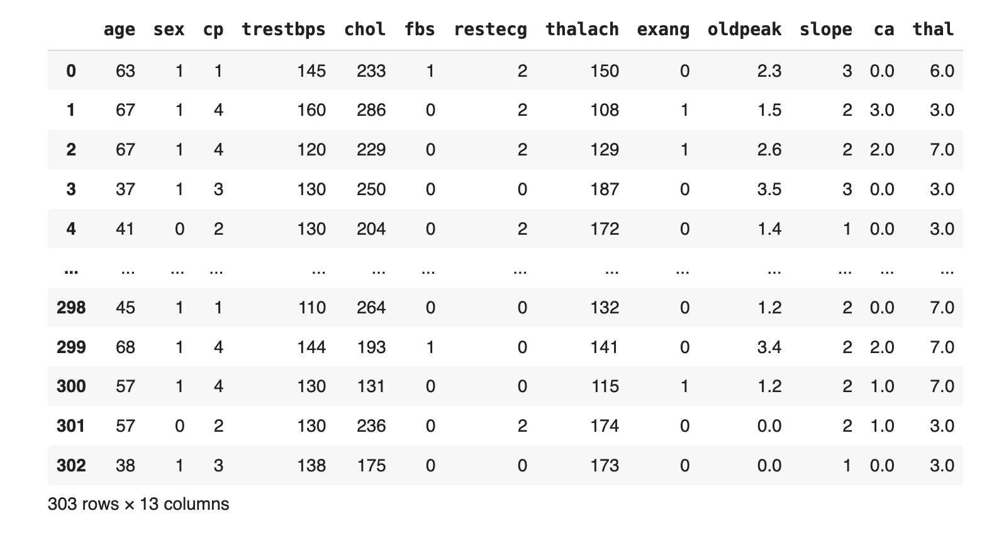 age sex cp trestbps chol fbs restecg thalach exang oldpeak slope ca thal
0 63 1 1 145 233 1 2 150 0 2.3 3 0.0 6.0
1 67 1 4 160 286 0 2 108 1 1.5 2 3.0 3.0
2 67 1 4 120 229 0 2 129 1 2.6 2 2.0 7.0
3 37 1 3 130 250 0 0 187 0 3.5 3 0.0 3.0
4 41 0 2 130 204 0 2 172 0 1.4 1 0.0 3.0
... ... ... ... ... ... ... ... ... ... ... ... ... ...
298 45 1 1 110 264 0 0 132 0 1.2 2 0.0 7.0
299 68 1 4 144 193 1 0 141 0 3.4 2 2.0 7.0
300 57 1 4 130 131 0 0 115 1 1.2 2 1.0 7.0
301 57 0 2 130 236 0 2 174 0 0.0 2 1.0 3.0
302 38 1 3 138 175 0 0 173 0 0.0 1 0.0 3.0
303 rows × 13 columns